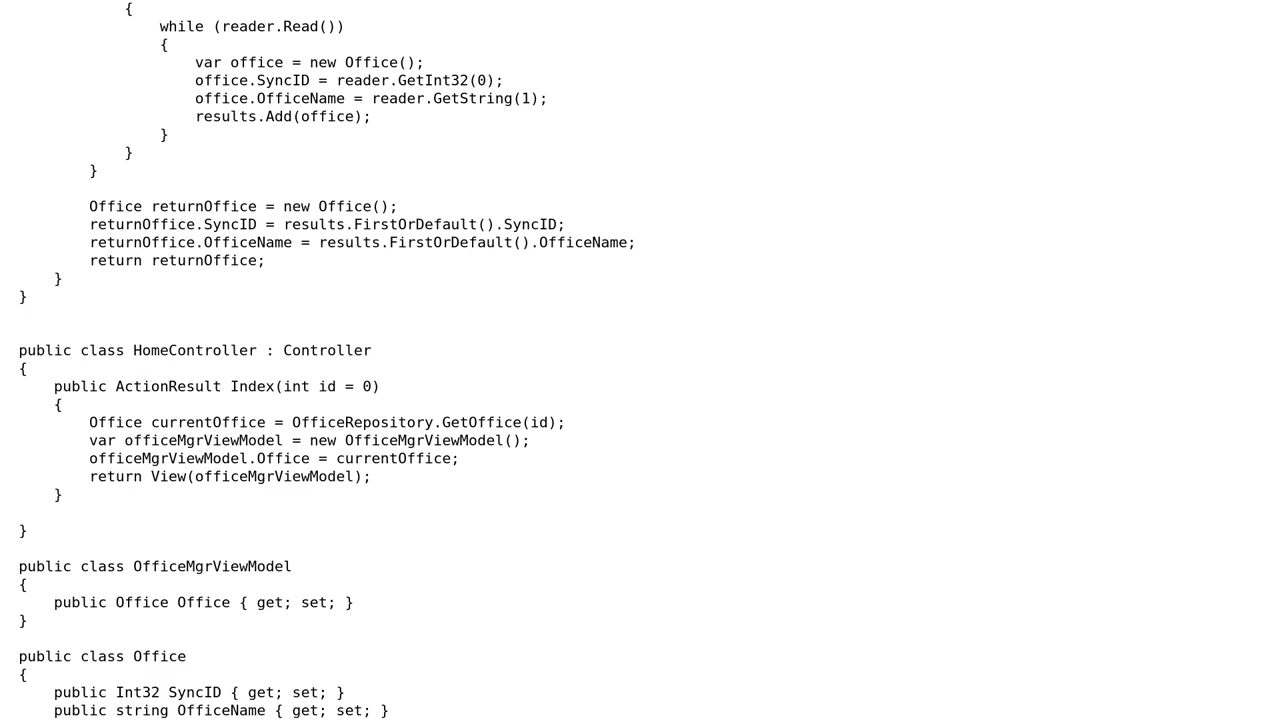 {
                while (reader.Read())
                {
                    var office = new Office();
                    office.SyncID = reader.GetInt32(0);
                    office.OfficeName = reader.GetString(1);
                    results.Add(office);
                }
            }
        }

        Office returnOffice = new Office();
        returnOffice.SyncID = results.FirstOrDefault().SyncID;
        returnOffice.OfficeName = results.FirstOrDefault().OfficeName;
        return returnOffice;
    }
}


public class HomeController : Controller
{
    public ActionResult Index(int id = 0)
    {
        Office currentOffice = OfficeRepository.GetOffice(id);
        var officeMgrViewModel = new OfficeMgrViewModel();
        officeMgrViewModel.Office = currentOffice;
        return View(officeMgrViewModel);
    }

}

public class OfficeMgrViewModel
{
    public Office Office { get; set; }
}

public class Office
{
    public Int32 SyncID { get; set; }
    public string OfficeName { get; set; }